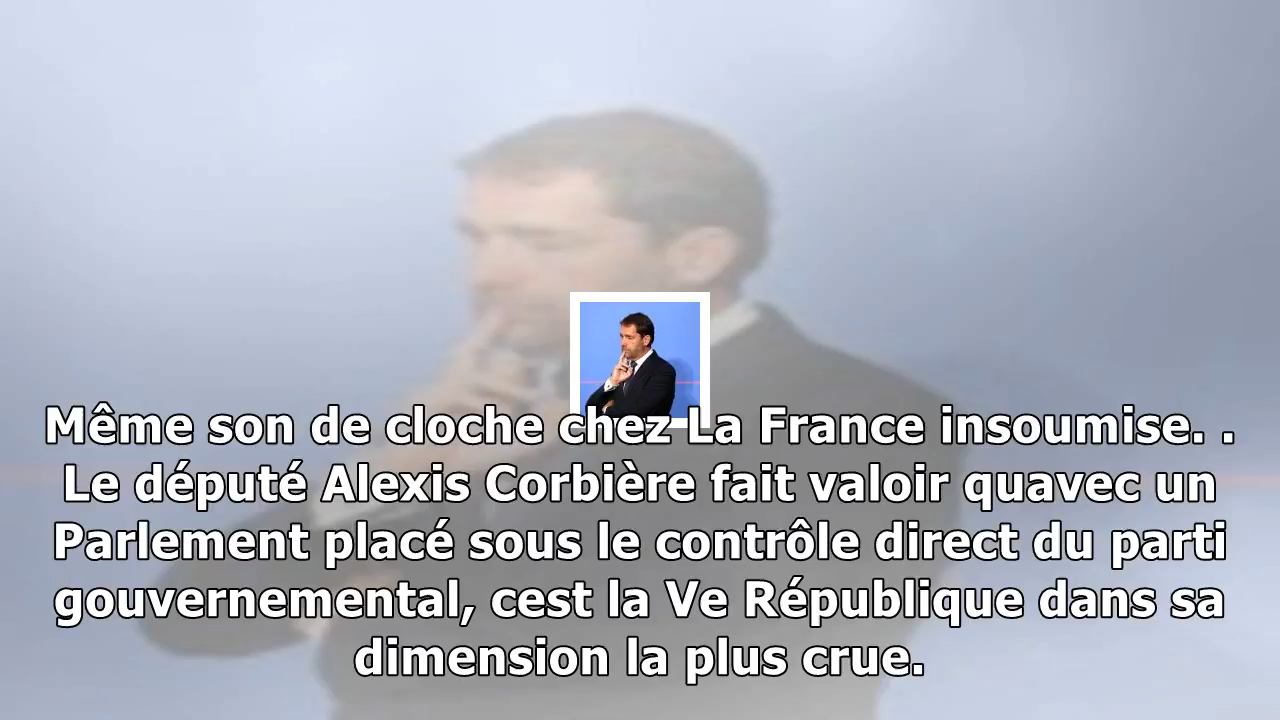 Même son de cloche chez La France insoumise. .
Le député Alexis Corbière fait valoir quavec un
Parlement placé sous le contrôle direct du parti
gouvernemental, cest la Ve République dans sa
dimension la plus crue.